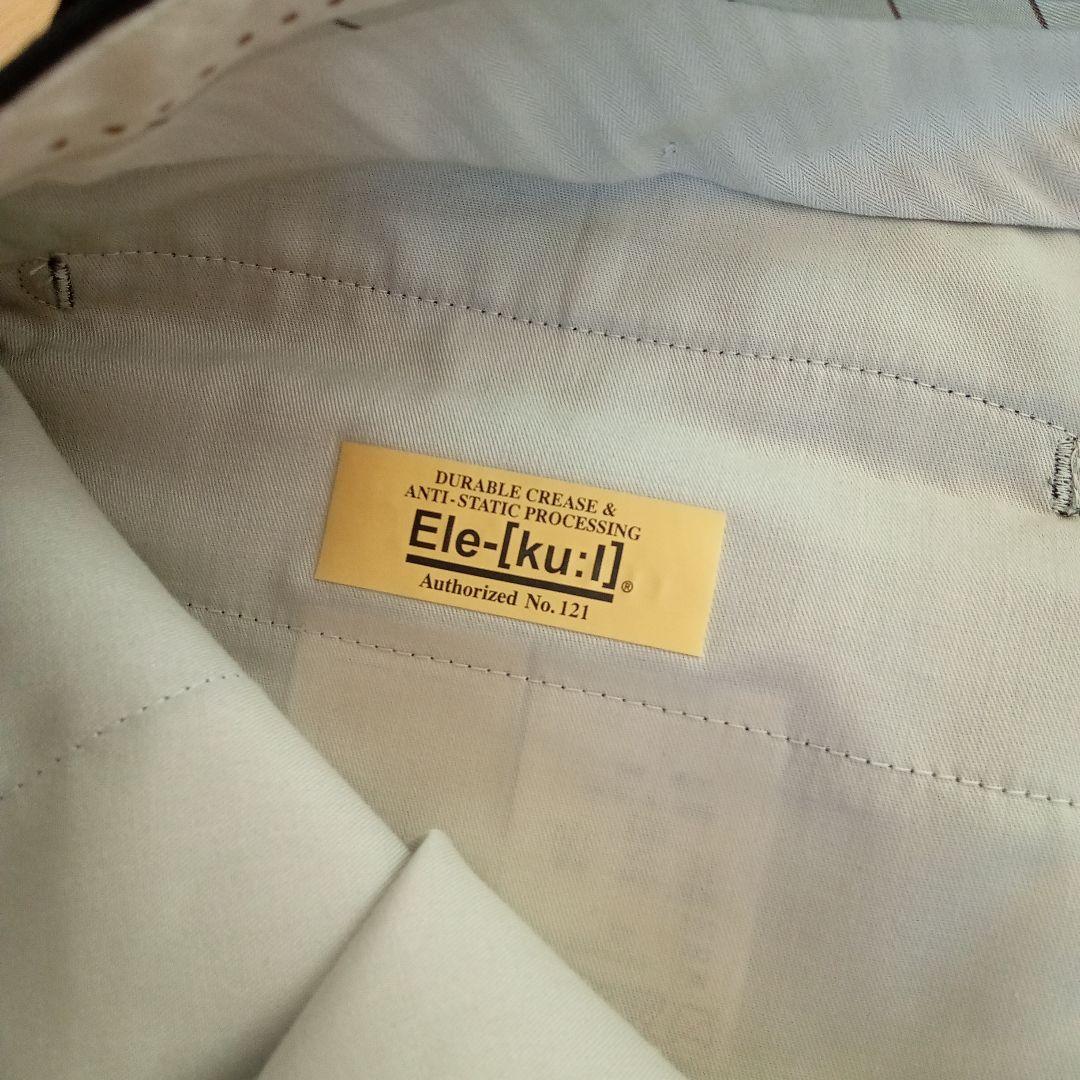 DURABLE CREASE &
ANTI-STATIC PROCESSING
Ele-[ku:l]®
Authorized No. 121